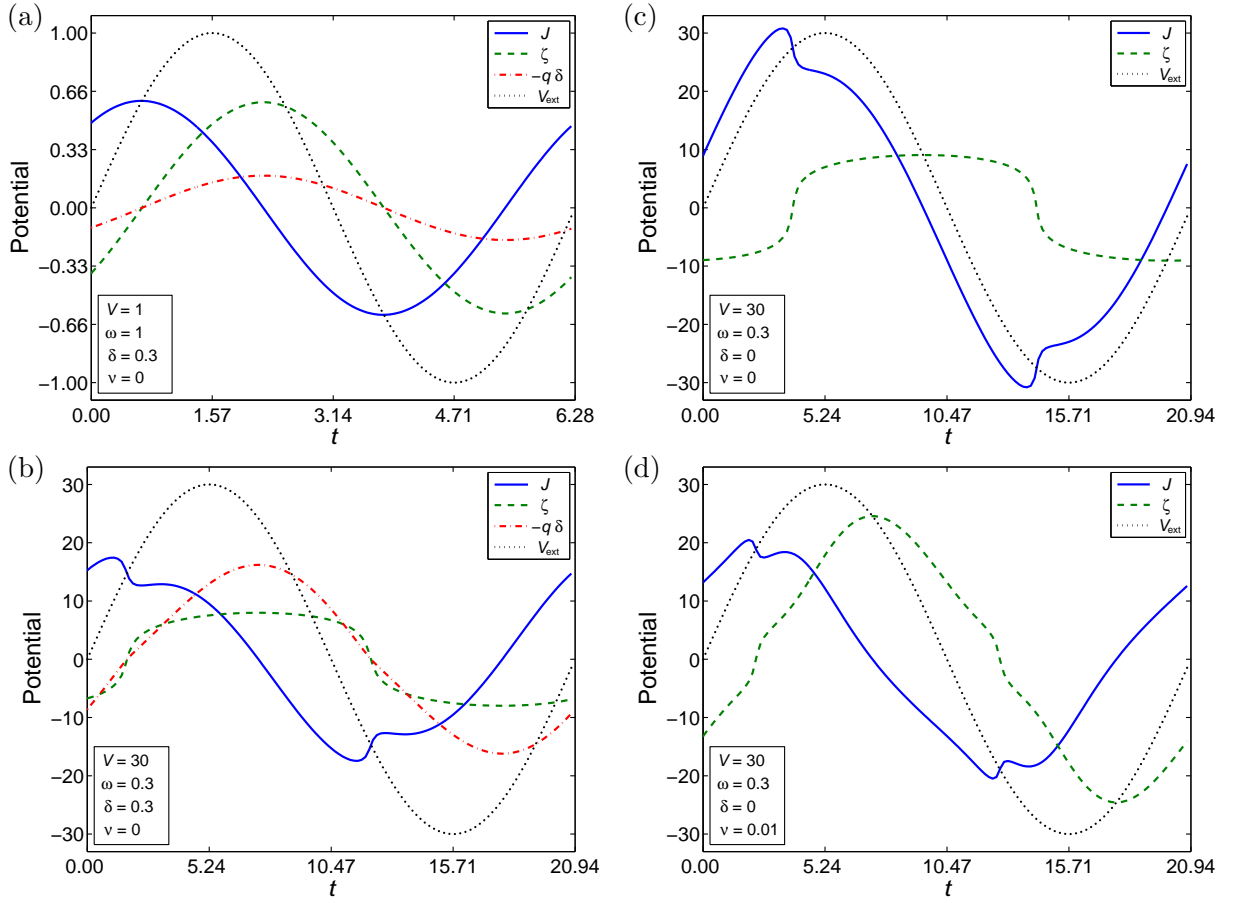 (a)
Potential
1.00
0.66
0.33
0.00
−0.33
−0.66
−1.00
J
ζ
−q δ
V_ext
V = 1
ω = 1
δ = 0.3
ν = 0
0.00 1.57 3.14 4.71 6.28
t
(c)
Potential
30
20
10
0
−10
−20
−30
J
ζ
V_ext
V = 30
ω = 0.3
δ = 0
ν = 0
0.00 5.24 10.47 15.71 20.94
t
(b)
Potential
30
20
10
0
−10
−20
−30
J
ζ
−q δ
V_ext
V = 30
ω = 0.3
δ = 0.3
ν = 0
0.00 5.24 10.47 15.71 20.94
t
(d)
Potential
30
20
10
0
−10
−20
−30
J
ζ
V_ext
V = 30
ω = 0.3
δ = 0
ν = 0.01
0.00 5.24 10.47 15.71 20.94
t